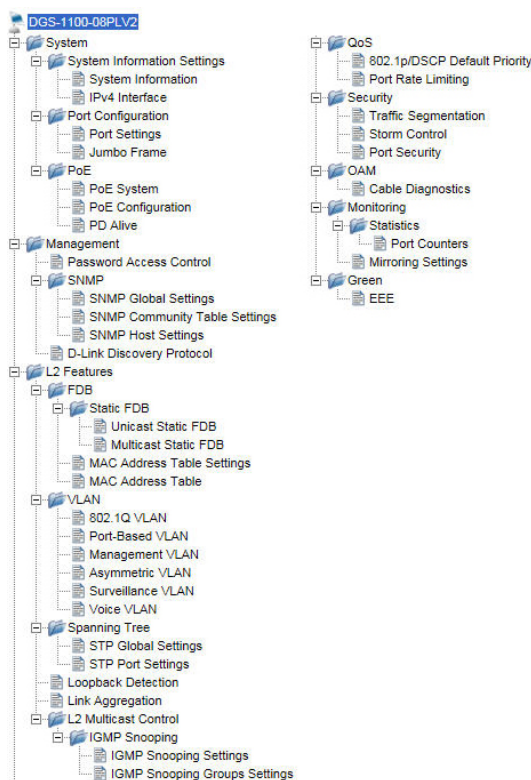 DGS-1100-08PLV2
System
System Information Settings
System Information
IPv4 Interface
Port Configuration
Port Settings
Jumbo Frame
PoE
PoE System
PoE Configuration
PD Alive
Management
Password Access Control
SNMP
SNMP Global Settings
SNMP Community Table Settings
SNMP Host Settings
D-Link Discovery Protocol
L2 Features
FDB
Static FDB
Unicast Static FDB
Multicast Static FDB
MAC Address Table Settings
MAC Address Table
VLAN
802.1Q VLAN
Port-Based VLAN
Management VLAN
Asymmetric VLAN
Surveillance VLAN
Voice VLAN
Spanning Tree
STP Global Settings
STP Port Settings
Loopback Detection
Link Aggregation
L2 Multicast Control
IGMP Snooping
IGMP Snooping Settings
IGMP Snooping Groups Settings
QoS
802.1p/DSCP Default Priority
Port Rate Limiting
Security
Traffic Segmentation
Storm Control
Port Security
OAM
Cable Diagnostics
Monitoring
Statistics
Port Counters
Mirroring Settings
Green
EEE